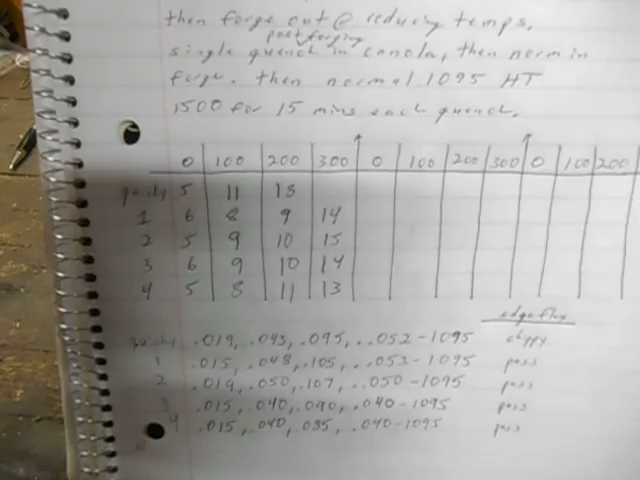 then forge out @ reducing temps,
post forging
single quench in canola, then norm in
forge. then normal 1095 HT
1500 for 15 mins each quench.
0 100 200 300 0 100 200 300 0 100 200
5 11 18
1 6 8 9 14
2 5 9 10 15
3 6 9 10 14
4 5 8 11 13
edge flex
.019, .043, .095, ..052-1095 chippy
1 .015, .048, .105, ..053-1095 pass
2 .019, .050, .107, ..050-1095 pass
3 .015, .040, .090, .040-1095 pass
4 .015, .040, .085, .040-1095 pass